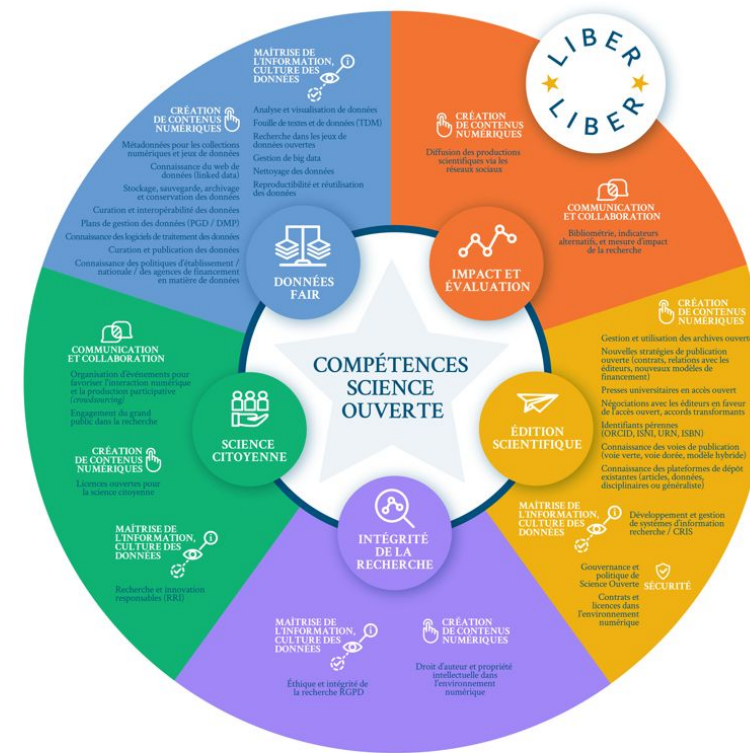 LIBER
LIBER
MAÎTRISE DE
L'INFORMATION,
CULTURE DES
DONNÉES
Analyse et visualisation de données
Fouille de textes et de données (TDM)
Recherche dans les jeux de
données ouvertes
Gestion de big data
Nettoyage des données
Reproductibilité et réutilisation
des données
CRÉATION
DE CONTENUS
NUMÉRIQUES
Métadonnées pour les collections
numériques et jeux de données
Connaissance du web de
données (linked data)
Stockage, sauvegarde, archivage
et conservation des données
Curation et interopérabilité des données
Plans de gestion des données (PGD / DMP)
Connaissance des logiciels de traitement des données
Curation et publication des données
Connaissance des politiques d'établissement /
nationale / des agences de financement
en matière de données
DONNÉES
FAIR
CRÉATION
DE CONTENUS
NUMÉRIQUES
Diffusion des productions
scientifiques via les
réseaux sociaux
COMMUNICATION
ET COLLABORATION
Bibliométrie, indicateurs
alternatifs, et mesure d'impact
de la recherche
IMPACT ET
ÉVALUATION
CRÉATION
DE CONTENUS
NUMÉRIQUES
Gestion et utilisation des archives ouverte
Nouvelles stratégies de publication
ouverte (contrats, relations avec les
éditeurs, nouveaux modèles de
financement)
Presses universitaires en accès ouvert
Négociations avec les éditeurs en faveur
de l'accès ouvert, accords transformants
Identifiants pérennes
(ORCID, ISNI, URN, ISBN)
Connaissance des voies de publication
(voie verte, voie dorée, modèle hybride)
Connaissance des plateformes de dépôt
existantes (articles, données,
disciplinaires ou généraliste)
MAÎTRISE DE
L'INFORMATION,
CULTURE DES
DONNÉES
Développement et gestion
de systèmes d'information
recherche / CRIS
Gouvernance et
politique de
Science Ouverte
Contrats et
licences dans
l'environnement
numérique
SÉCURITÉ
ÉDITION
SCIENTIFIQUE
COMPÉTENCES
SCIENCE
OUVERTE
COMMUNICATION
ET COLLABORATION
Organisation d'événements pour
favoriser l'interaction numérique
et la production participative
(crowdsourcing)
Engagement du grand
public dans la recherche
CRÉATION
DE CONTENUS
NUMÉRIQUES
Licences ouvertes pour
la science citoyenne
MAÎTRISE DE
L'INFORMATION,
CULTURE DES
DONNÉES
Recherche et innovation
responsables (RRI)
SCIENCE
CITOYENNE
INTÉGRITÉ
DE LA
RECHERCHE
MAÎTRISE DE
L'INFORMATION,
CULTURE DES
DONNÉES
Éthique et intégrité de
la recherche RGPD
CRÉATION
DE CONTENUS
NUMÉRIQUES
Droit d'auteur et propriété
intellectuelle dans
l'environnement
numérique